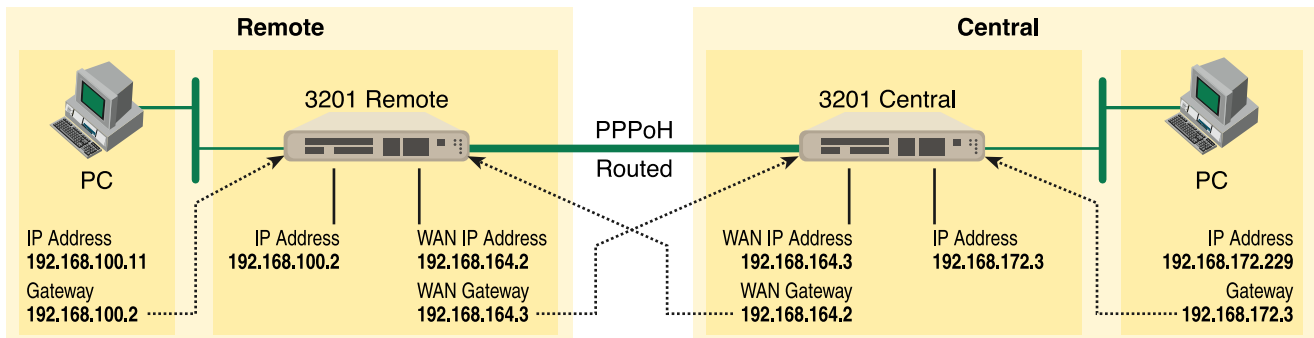 Remote
Central
3201 Remote
3201 Central
PPPoH
Routed
PC
PC
IP Address
192.168.100.11
Gateway
192.168.100.2
IP Address
192.168.100.2
WAN IP Address
192.168.164.2
WAN Gateway
192.168.164.3
WAN IP Address
192.168.164.3
WAN Gateway
192.168.164.2
IP Address
192.168.172.3
IP Address
192.168.172.229
Gateway
192.168.172.3